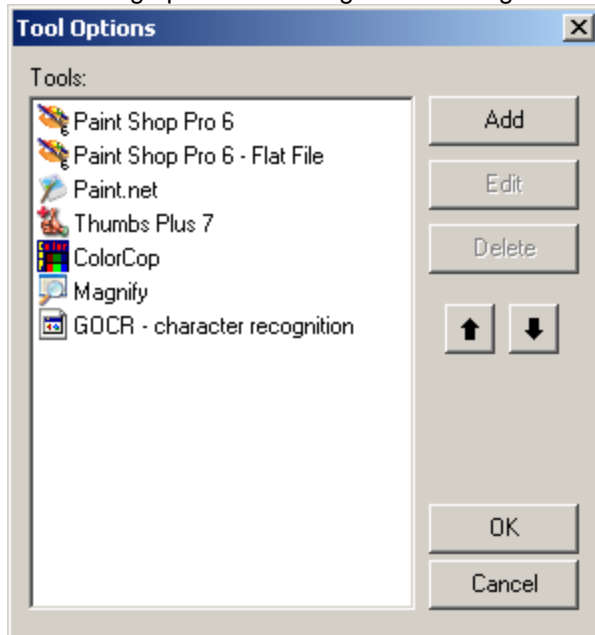 Tool Options
Tools:
Paint Shop Pro 6
Paint Shop Pro 6 - Flat File
Paint.net
Thumbs Plus 7
ColorCop
Magnify
GOCR - character recognition
Add
Edit
Delete
OK
Cancel